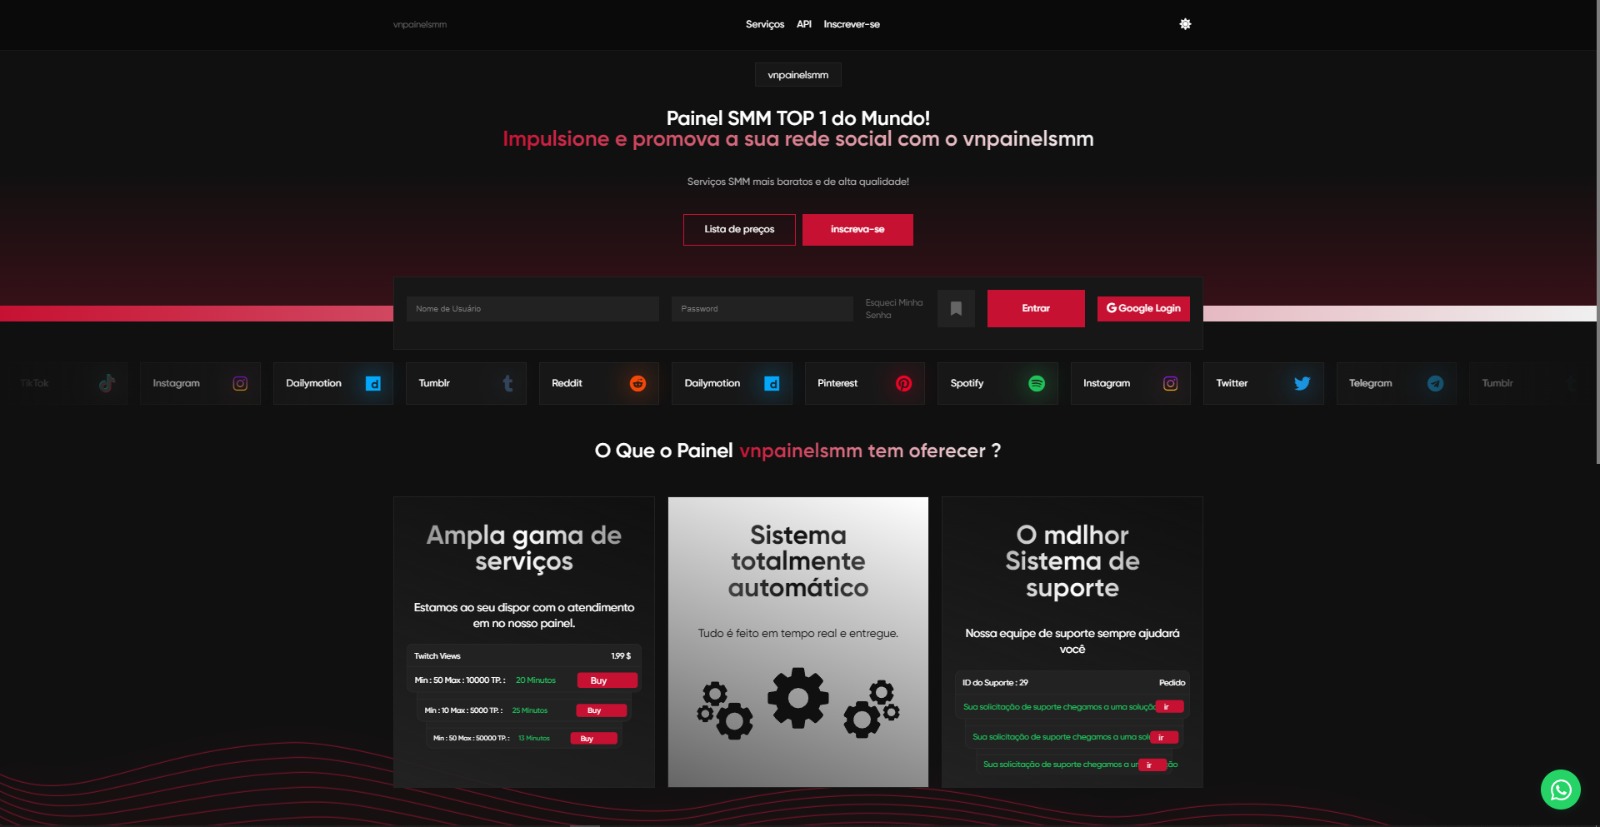 vnpainelsmm
Serviços API Inscrever-se
vnpainelsmm
Painel SMM TOP 1 do Mundo!
Impulsione e promova a sua rede social com o vnpainelsmm
Serviços SMM mais baratos e de alta qualidade!
Lista de preços inscreva-se
Nome de Usuário Password Esqueci Minha
Senha
Entrar Google Login
TikTok Instagram Dailymotion Tumblr Reddit Dailymotion Pinterest Spotify Instagram Twitter Telegram Tumblr
O Que o Painel vnpainelsmm tem oferecer ?
Ampla gama de
serviços
Estamos ao seu dispor com o atendimento
em no nosso painel.
Twitch Views 1.99 $
Min : 50 Max : 10000 TP. : 20 Minutos Buy
Min : 10 Max : 5000 TP. : 25 Minutos Buy
Min : 50 Max : 50000 TP. : 15 Minutos Buy
Sistema
totalmente
automático
Tudo é feito em tempo real e entregue.
O mdlhor
Sistema de
suporte
Nossa equipe de suporte sempre ajudará
você
ID do Suporte : 29 Pedido
Sua solicitação de suporte chegamos a uma soluçã ir
Sua solicitação de suporte chegamos a uma sol ir
Sua solicitação de suporte chegamos a u ir ão